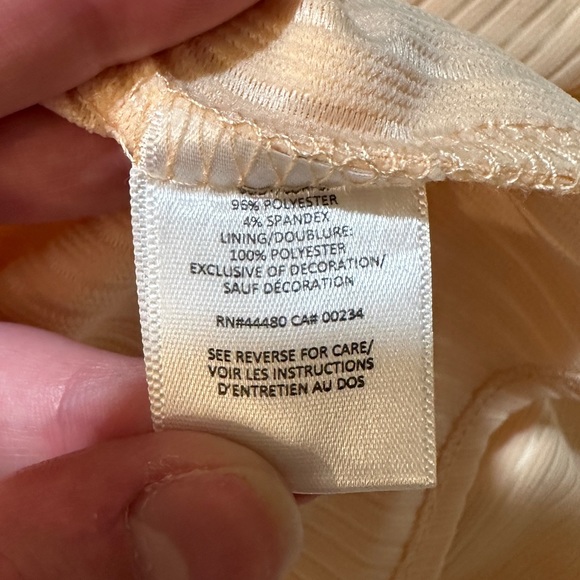 96% POLYESTER
4% SPANDEX
LINING/DOUBLURE:
100% POLYESTER
EXCLUSIVE OF DECORATION/
SAUF DÉCORATION
RN#44480 CA# 00234
SEE REVERSE FOR CARE/
VOIR LES INSTRUCTIONS
D'ENTRETIEN AU DOS